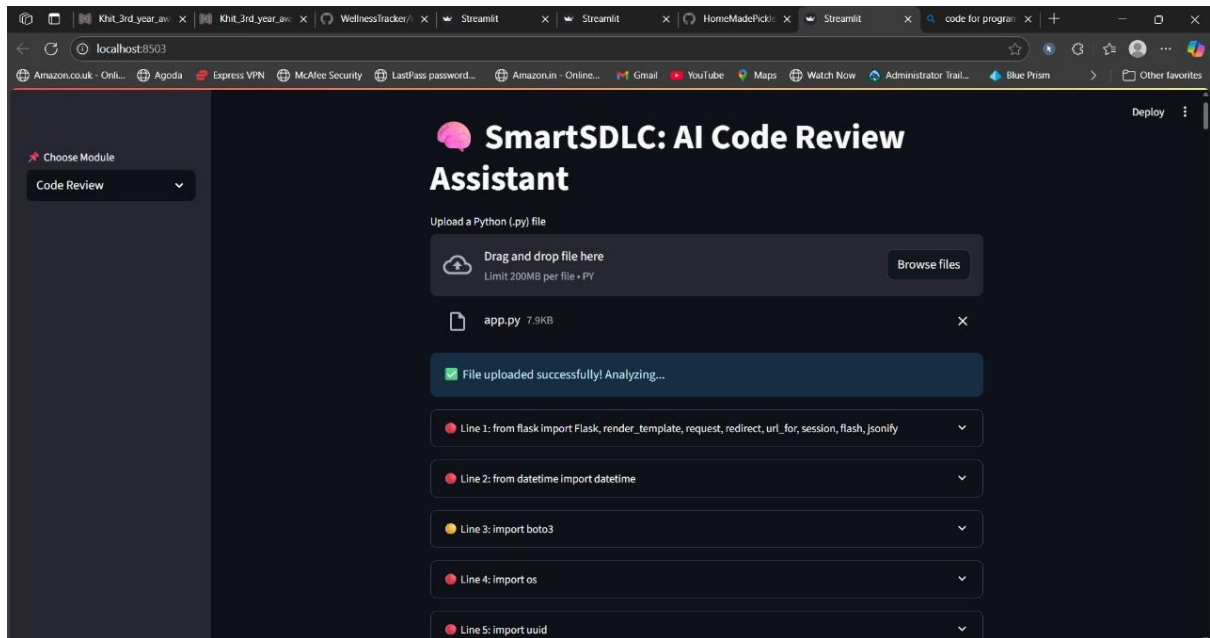 Khit_3rd_year_aw
Khit_3rd_year_aw
WellnessTracker/
Streamlit
Streamlit
HomeMadePickle
Streamlit
code for program
localhost:8503
Amazon.co.uk - Onli...
Agoda
Express VPN
McAfee Security
LastPass password...
Amazon.in - Online...
Gmail
YouTube
Maps
Watch Now
Administrator Trail...
Blue Prism
Other favorites
Deploy
Choose Module
Code Review
SmartSDLC: AI Code Review
Assistant
Upload a Python (.py) file
Drag and drop file here
Limit 200MB per file • PY
Browse files
app.py 7.9KB
File uploaded successfully! Analyzing...
Line 1: from flask import Flask, render_template, request, redirect, url_for, session, flash, jsonify
Line 2: from datetime import datetime
Line 3: import boto3
Line 4: import os
Line 5: import uuid